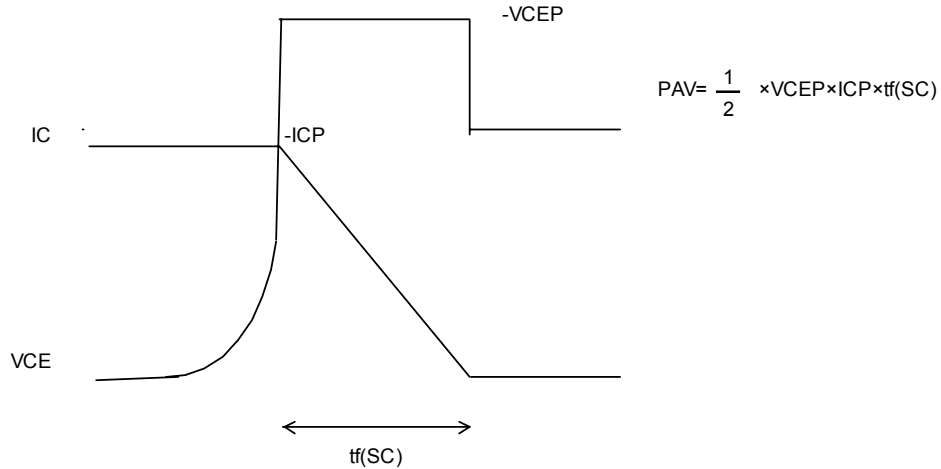 -VCEP
PAV= 1/2 ×VCEP×ICP×tf(SC)
IC
-ICP
VCE
tf(SC)